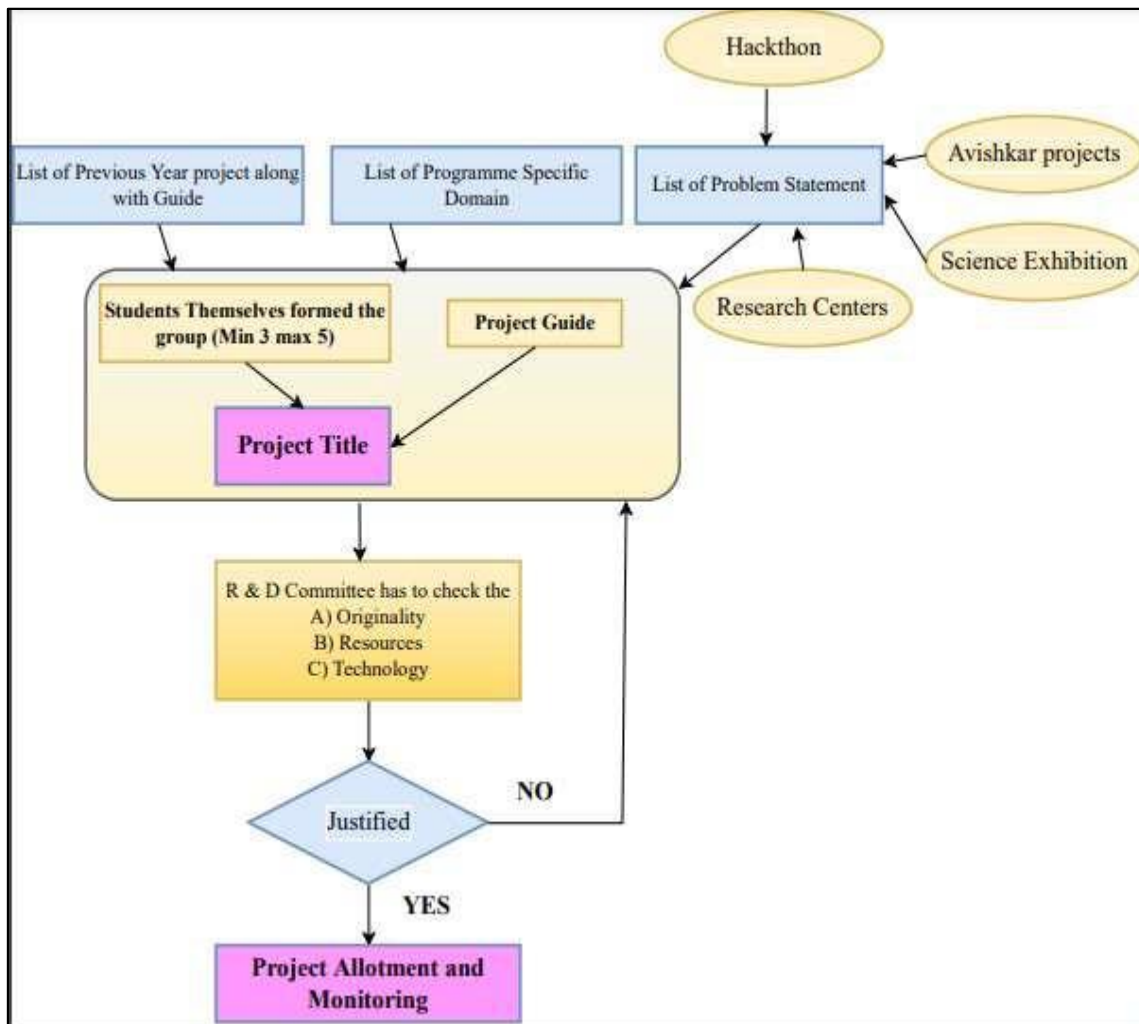 Hackthon
List of Previous Year project along
with Guide
List of Programme Specific
Domain
List of Problem Statement
Avishkar projects
Science Exhibition
Research Centers
Students Themselves formed the
group (Min 3 max 5)
Project Guide
Project Title
R & D Committee has to check the
A) Originality
B) Resources
C) Technology
NO
Justified
YES
Project Allotment and
Monitoring